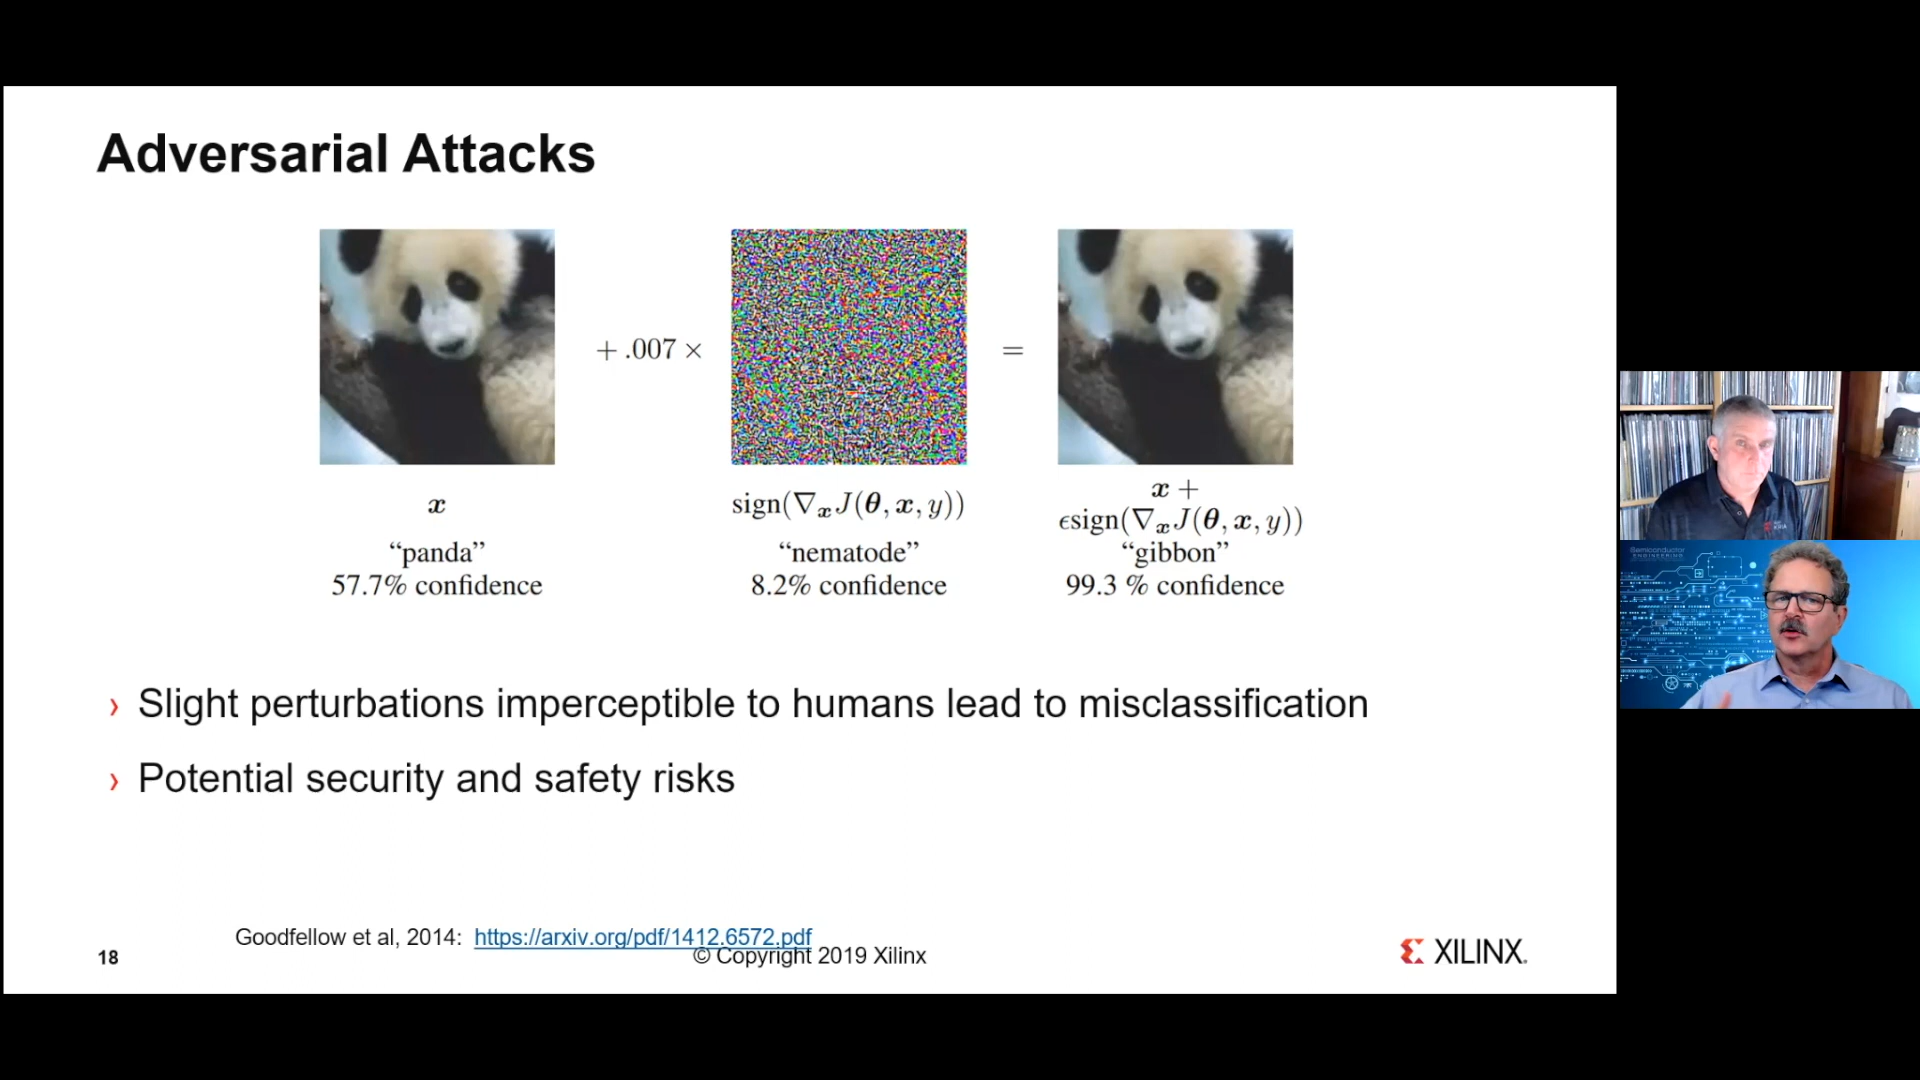 Adversarial Attacks
+ .007 ×
=
x
sign(∇ₓJ(θ, x, y))
x +
ϵsign(∇ₓJ(θ, x, y))
“panda”
57.7% confidence
“nematode”
8.2% confidence
“gibbon”
99.3 % confidence
› Slight perturbations imperceptible to humans lead to misclassification
› Potential security and safety risks
Goodfellow et al, 2014: https://arxiv.org/pdf/1412.6572.pdf
18
© Copyright 2019 Xilinx
XILINX.
Semiconductor
ENGINEERING